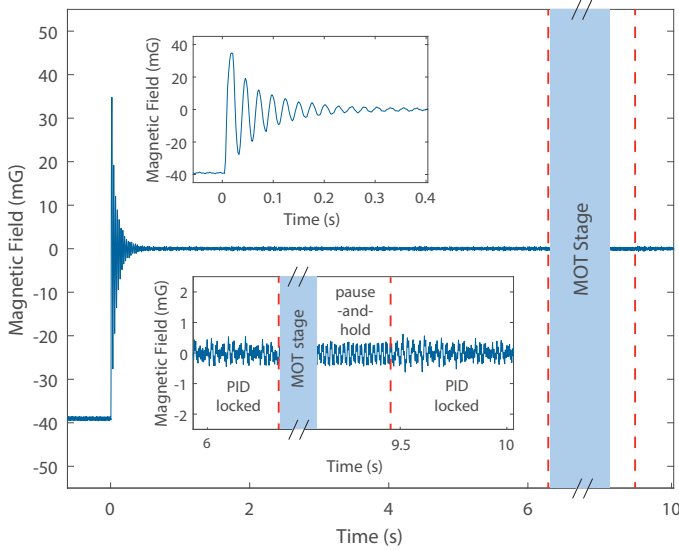 50
40
30
20
10
0
-10
-20
-30
-40
-50
Magnetic Field (mG)
0
2
4
6
8
10
Time (s)
MOT Stage
40
20
0
-20
-40
Magnetic Field (mG)
0
0.1
0.2
0.3
0.4
Time (s)
2
1
0
-1
-2
Magnetic Field (mG)
pause
-and-
hold
MOT stage
PID
locked
PID
locked
6
9.5
10
Time (s)